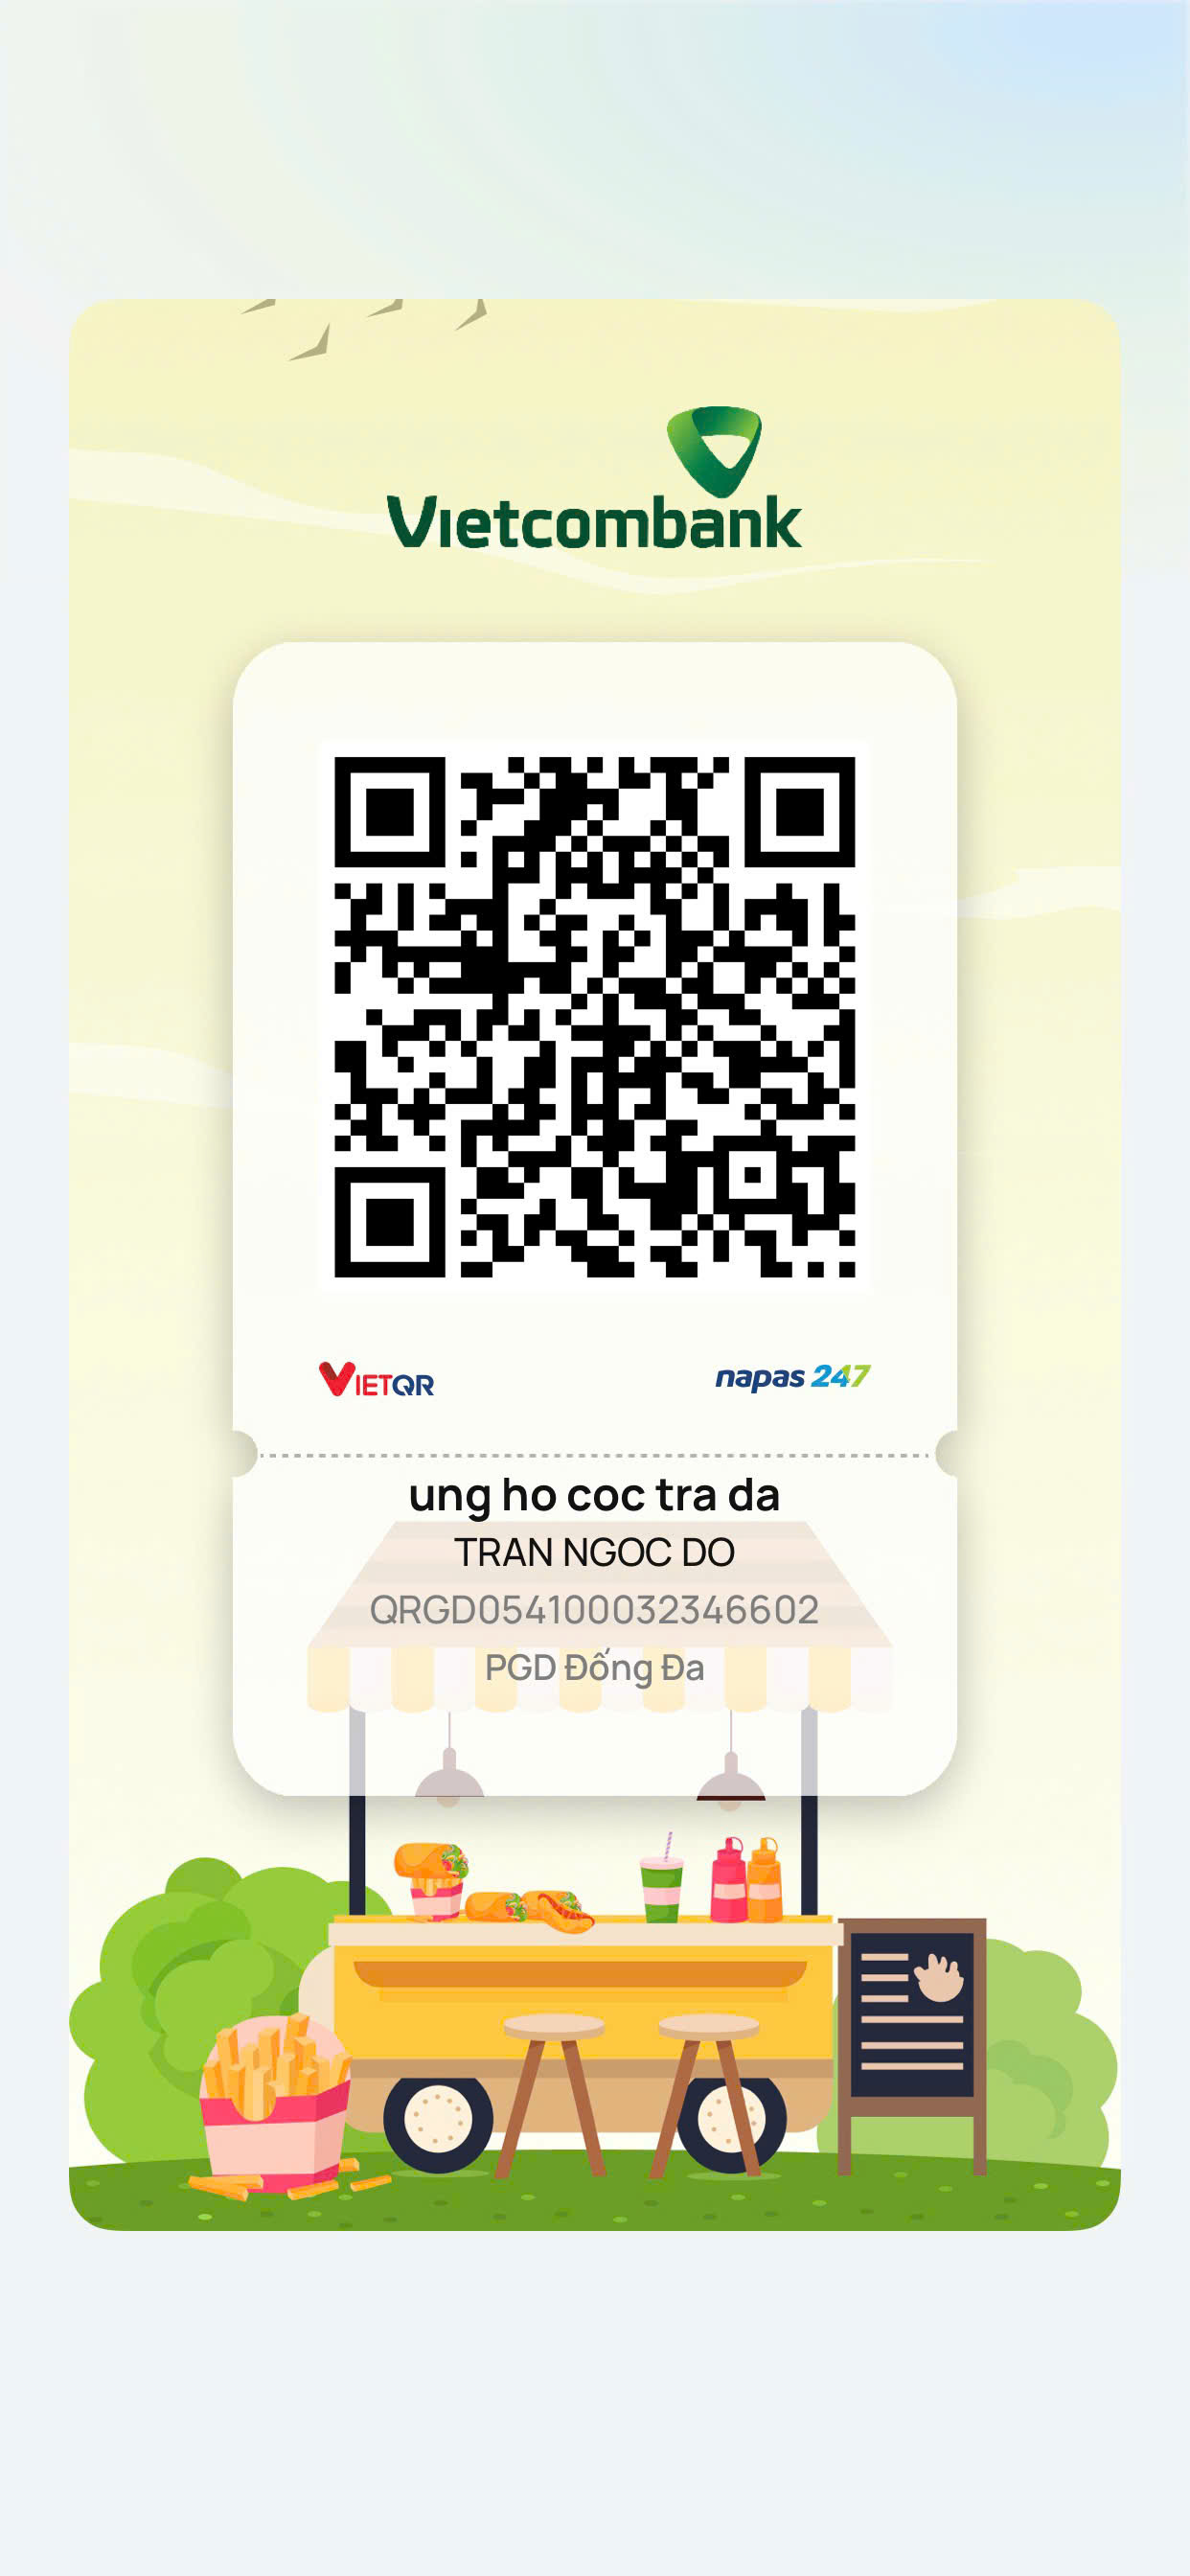 Vietcombank
VIETQR
napas 247
ung ho coc tra da
TRAN NGOC DO
QRGD054100032346602
PGD Đống Đa